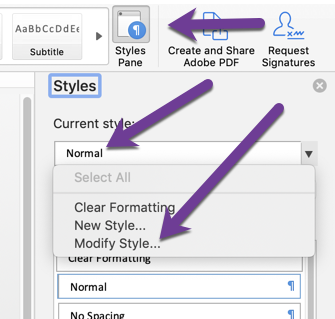 AaBbCcDdEe
Subtitle
Styles
Pane
Create and Share
Adobe PDF
Request
Signatures
Styles
Current style:
Normal
Select All
Clear Formatting
New Style...
Modify Style...
Clear Formatting
Normal
No Spacing